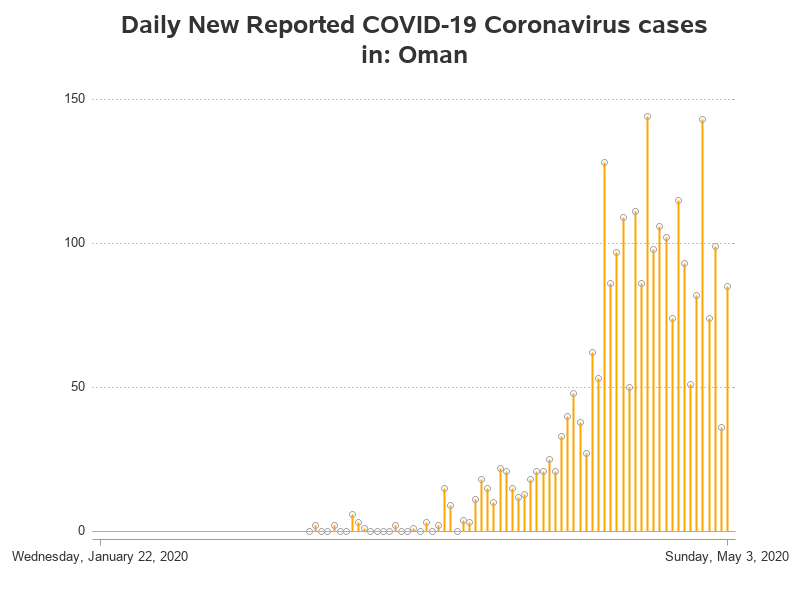 Daily New Reported COVID-19 Coronavirus cases
in: Oman
150
100
50
0
Wednesday, January 22, 2020
Sunday, May 3, 2020